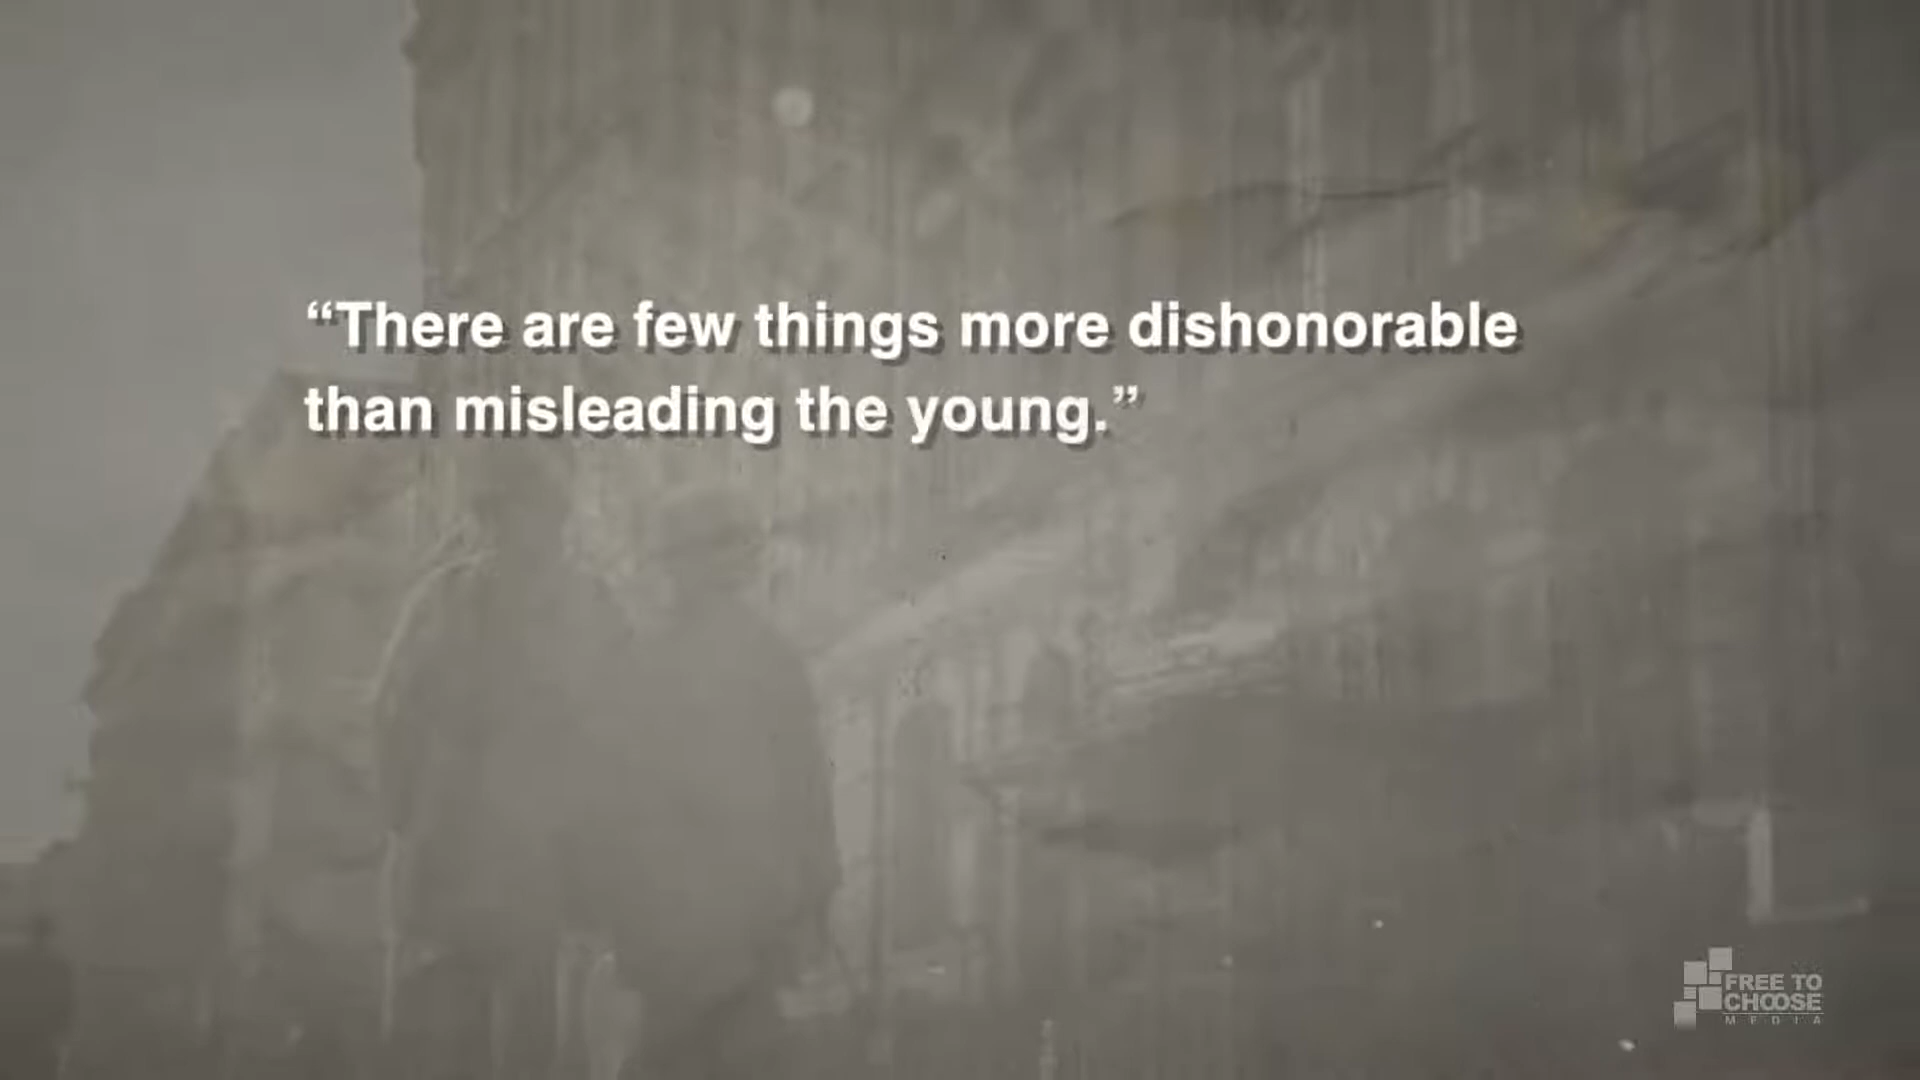 “There are few things more dishonorable
than misleading the young.”
FREE TO
CHOOSE
MEDIA